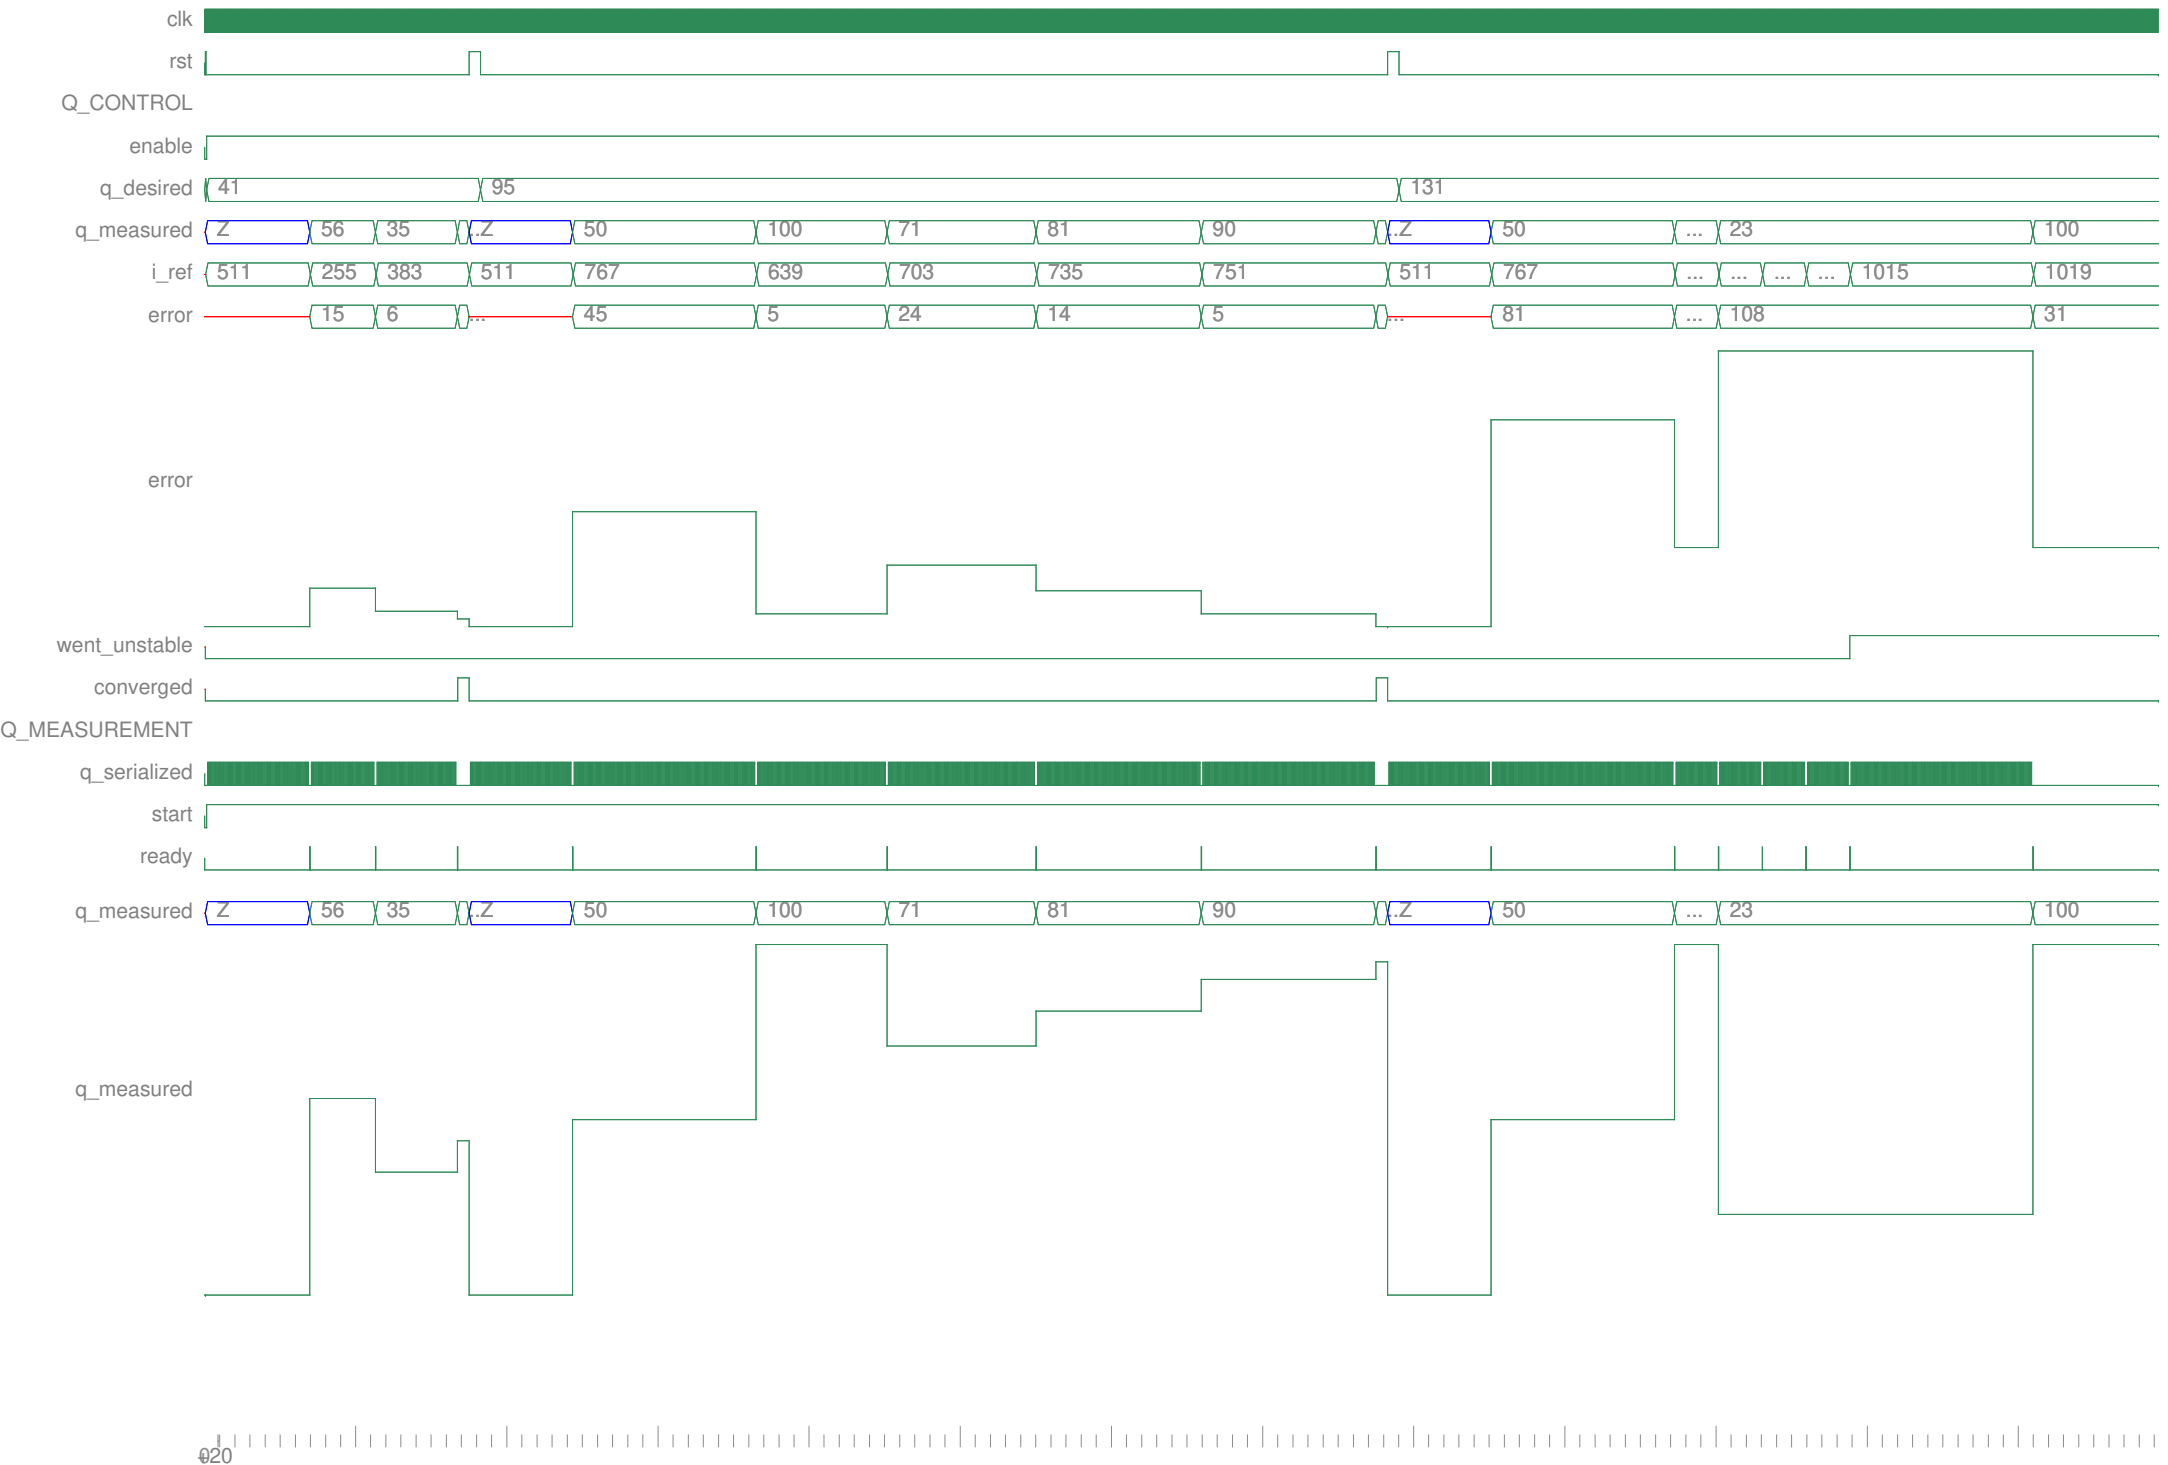 clk
rst
Q_CONTROL
enable
q_desired 41 95 131
q_measured Z 56 35 ..Z 50 100 71 81 90 ..Z 50 ... 23 100
i_ref 511 255 383 511 767 639 703 735 751 511 767 ... ... ... ... 1015 1019
error 15 6 ... 45 5 24 14 5 ... 81 ... 108 31
error
went_unstable
converged
Q_MEASUREMENT
q_serialized
start
ready
q_measured Z 56 35 ..Z 50 100 71 81 90 ..Z 50 ... 23 100
q_measured